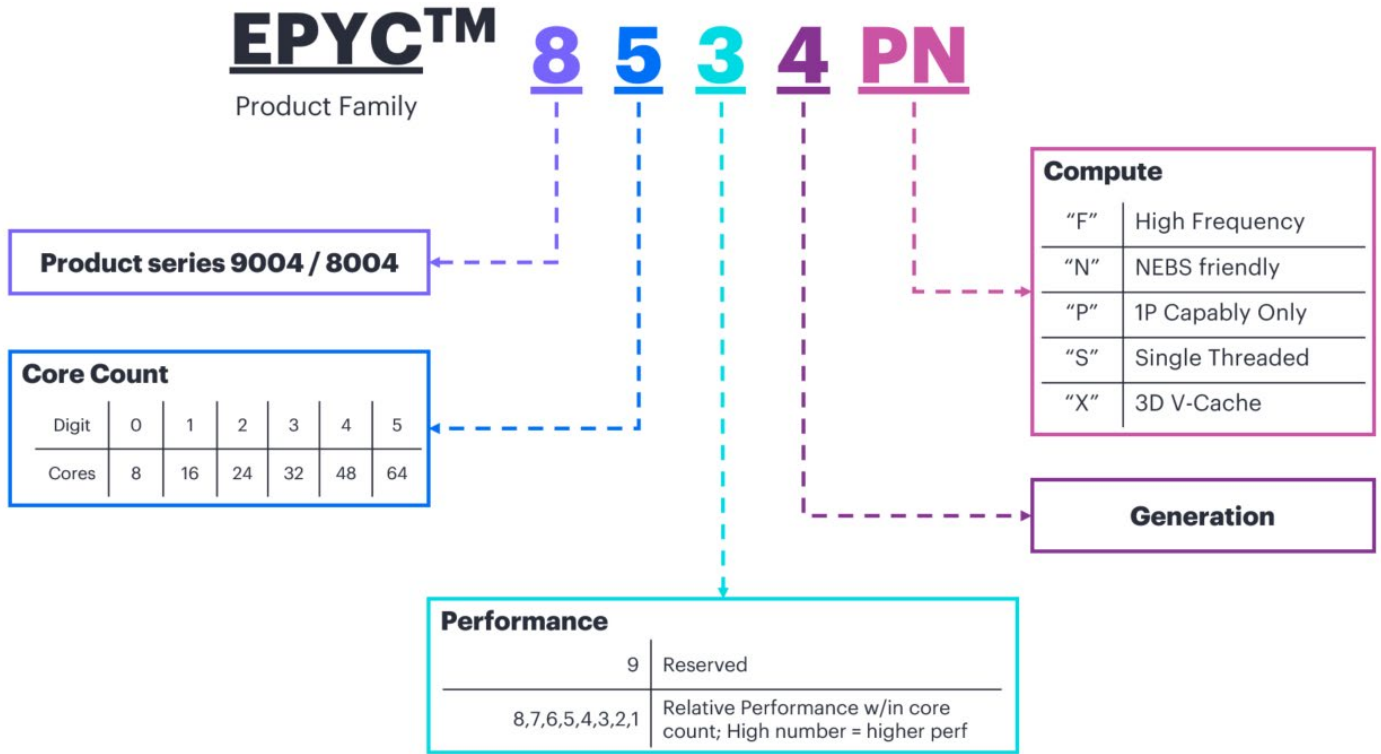 EPYC™ 8 5 3 4 PN
Product Family
Product series 9004 / 8004
Core Count
Digit 0 1 2 3 4 5
Cores 8 16 24 32 48 64
Compute
“F” High Frequency
“N” NEBS friendly
“P” 1P Capably Only
“S” Single Threaded
“X” 3D V-Cache
Generation
Performance
9 Reserved
8,7,6,5,4,3,2,1 Relative Performance w/in core
count; High number = higher perf